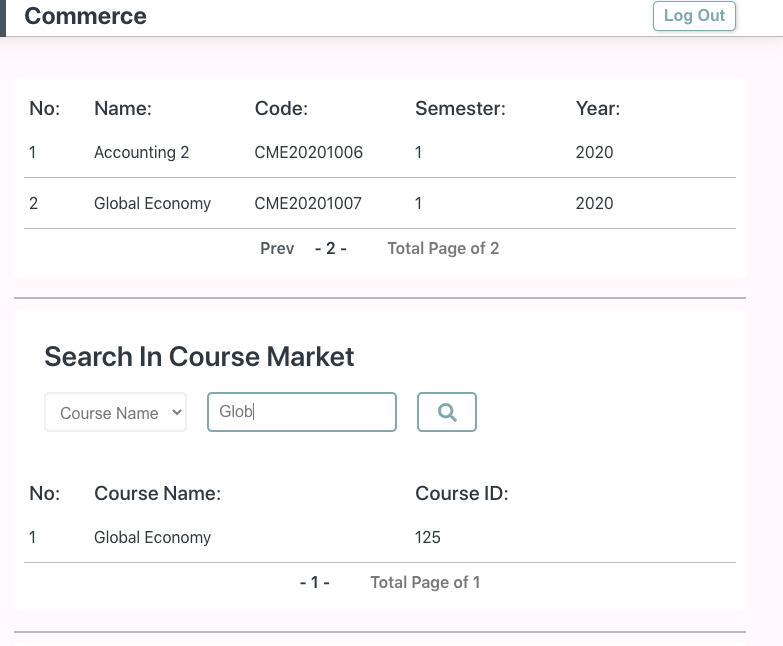 Commerce Log Out
No: Name: Code: Semester: Year:
1 Accounting 2 CME20201006 1 2020
2 Global Economy CME20201007 1 2020
Prev - 2 - Total Page of 2
Search In Course Market
Course Name Glob
No: Course Name: Course ID:
1 Global Economy 125
- 1 - Total Page of 1